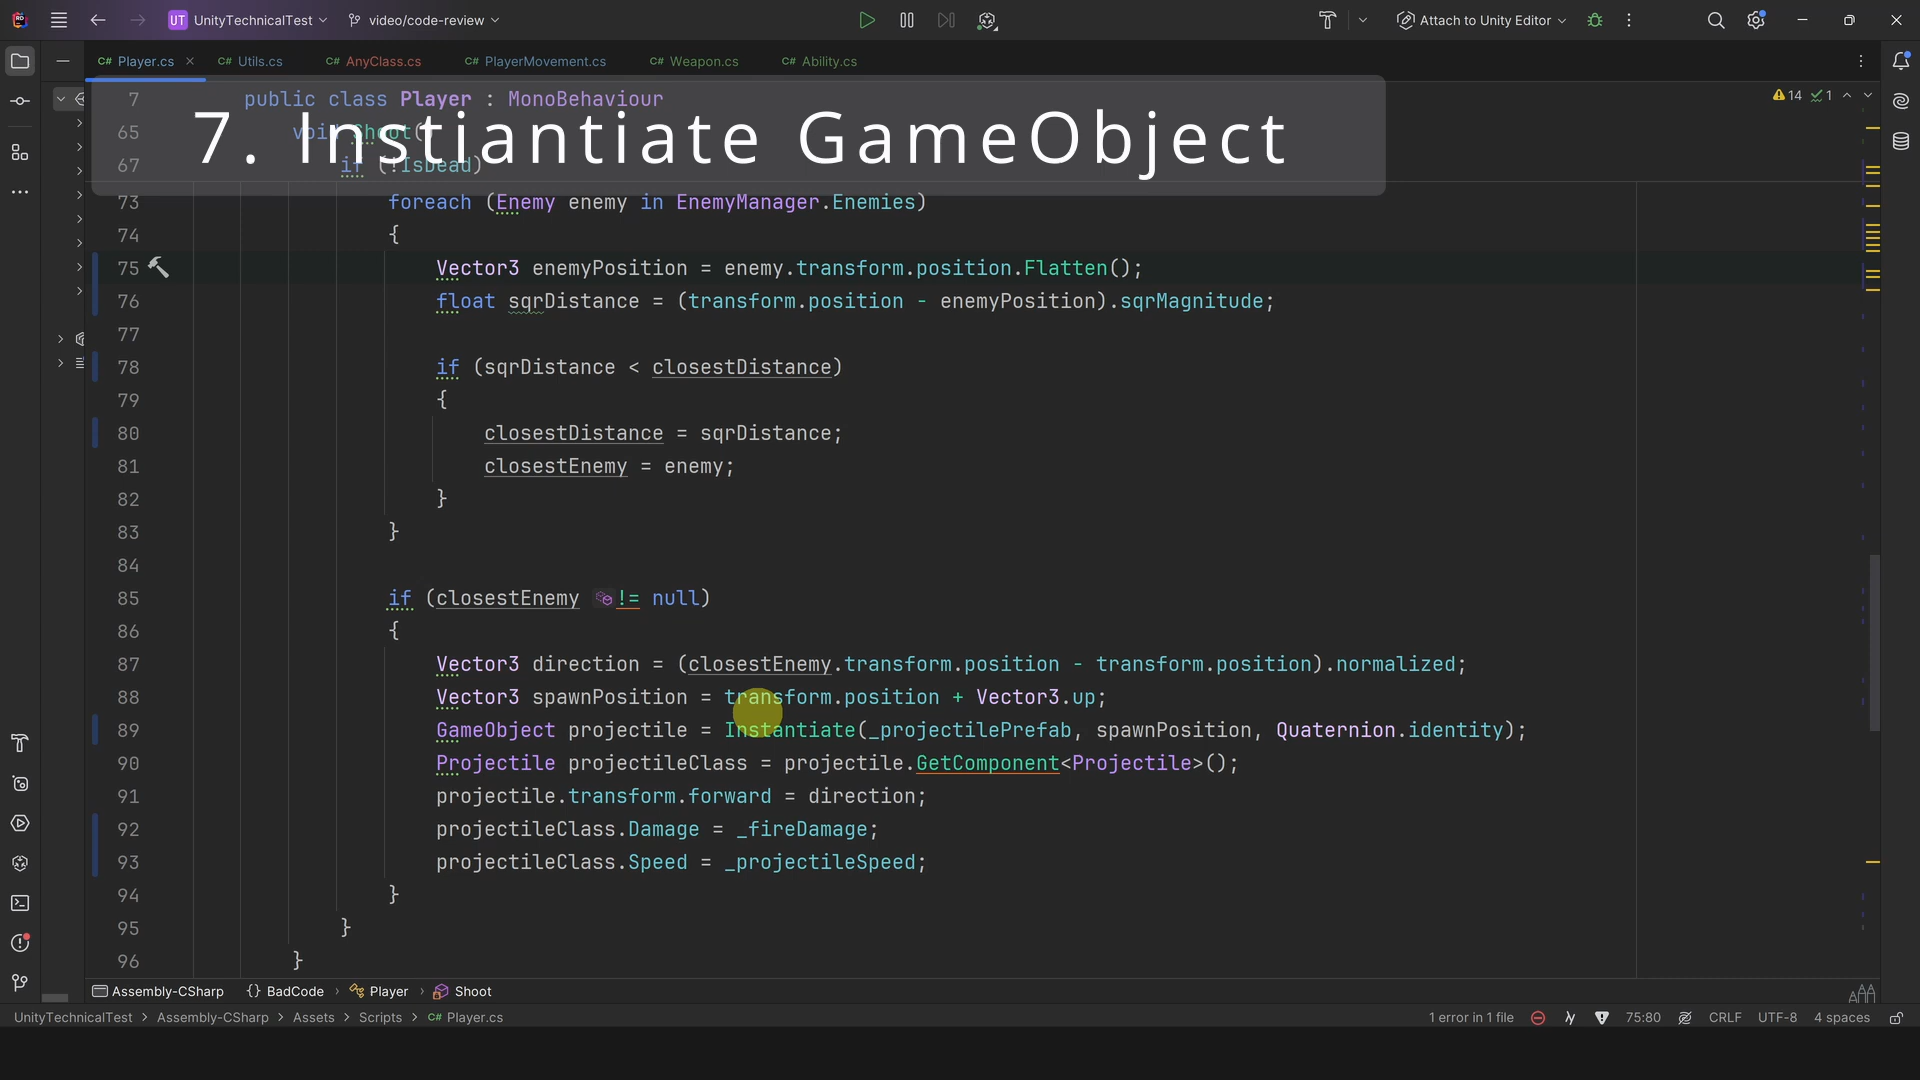 UT UnityTechnicalTest video/code-review Attach to Unity Editor
C# Player.cs C# Utils.cs C# AnyClass.cs C# PlayerMovement.cs C# Weapon.cs C# Ability.cs
7 public class Player : MonoBehaviour 14 1
7. Instantiate GameObject
65 void Shoot()
67 if (!IsDead)
73 foreach (Enemy enemy in EnemyManager.Enemies)
74 {
75 Vector3 enemyPosition = enemy.transform.position.Flatten();
76 float sqrDistance = (transform.position - enemyPosition).sqrMagnitude;
77
78 if (sqrDistance < closestDistance)
79 {
80 closestDistance = sqrDistance;
81 closestEnemy = enemy;
82 }
83 }
84
85 if (closestEnemy != null)
86 {
87 Vector3 direction = (closestEnemy.transform.position - transform.position).normalized;
88 Vector3 spawnPosition = transform.position + Vector3.up;
89 GameObject projectile = Instantiate(_projectilePrefab, spawnPosition, Quaternion.identity);
90 Projectile projectileClass = projectile.GetComponent<Projectile>();
91 projectile.transform.forward = direction;
92 projectileClass.Damage = _fireDamage;
93 projectileClass.Speed = _projectileSpeed;
94 }
95 }
96 }
Assembly-CSharp {} BadCode > Player > Shoot
UnityTechnicalTest > Assembly-CSharp > Assets > Scripts > C# Player.cs 1 error in 1 file 75:80 CRLF UTF-8 4 spaces